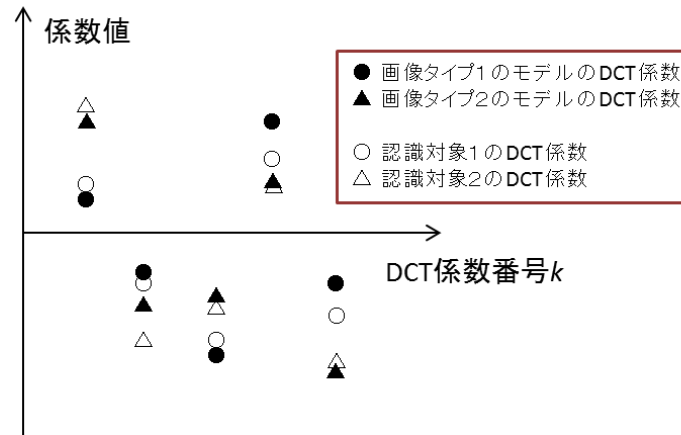 係数値
● 画像タイプ1のモデルのDCT係数
▲ 画像タイプ2のモデルのDCT係数
○ 認識対象1のDCT係数
△ 認識対象2のDCT係数
DCT係数番号k